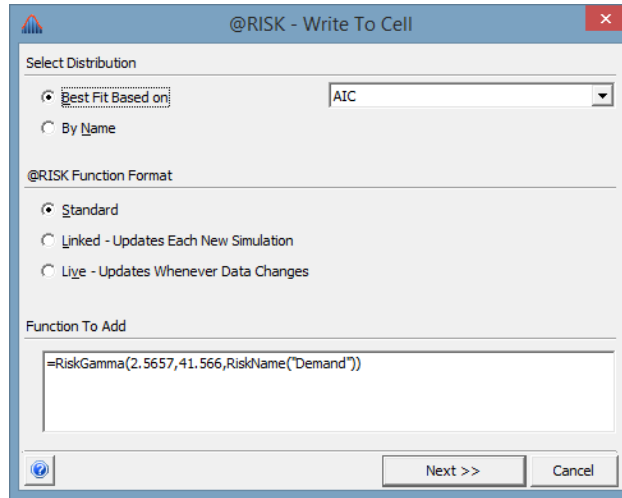 @RISK - Write To Cell
Select Distribution
Best Fit Based on AIC
By Name
@RISK Function Format
Standard
Linked - Updates Each New Simulation
Live - Updates Whenever Data Changes
Function To Add
=RiskGamma(2.5657,41.566,RiskName("Demand"))
Next >> Cancel